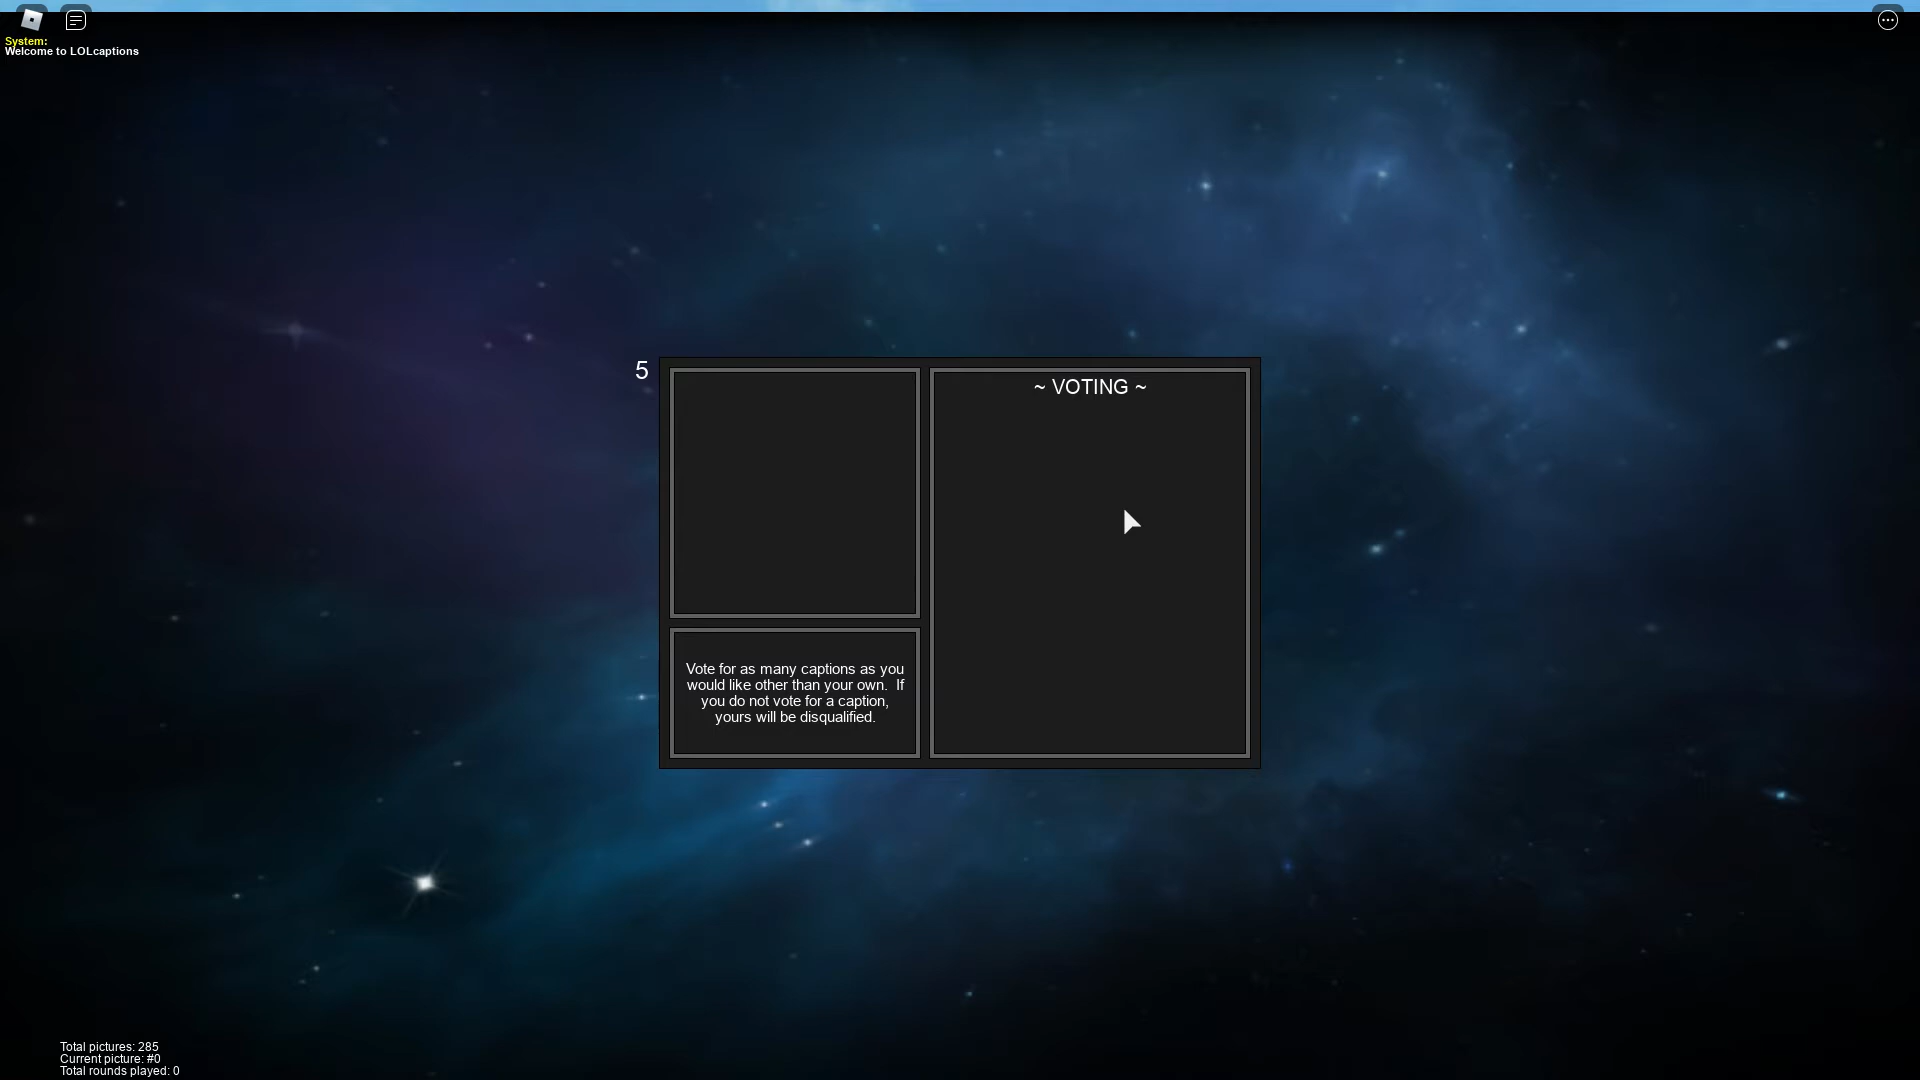 System:
Welcome to LOLcaptions
5
~ VOTING ~
Vote for as many captions as you
would like other than your own.  If
you do not vote for a caption,
yours will be disqualified.
Total pictures: 285
Current picture: #0
Total rounds played: 0